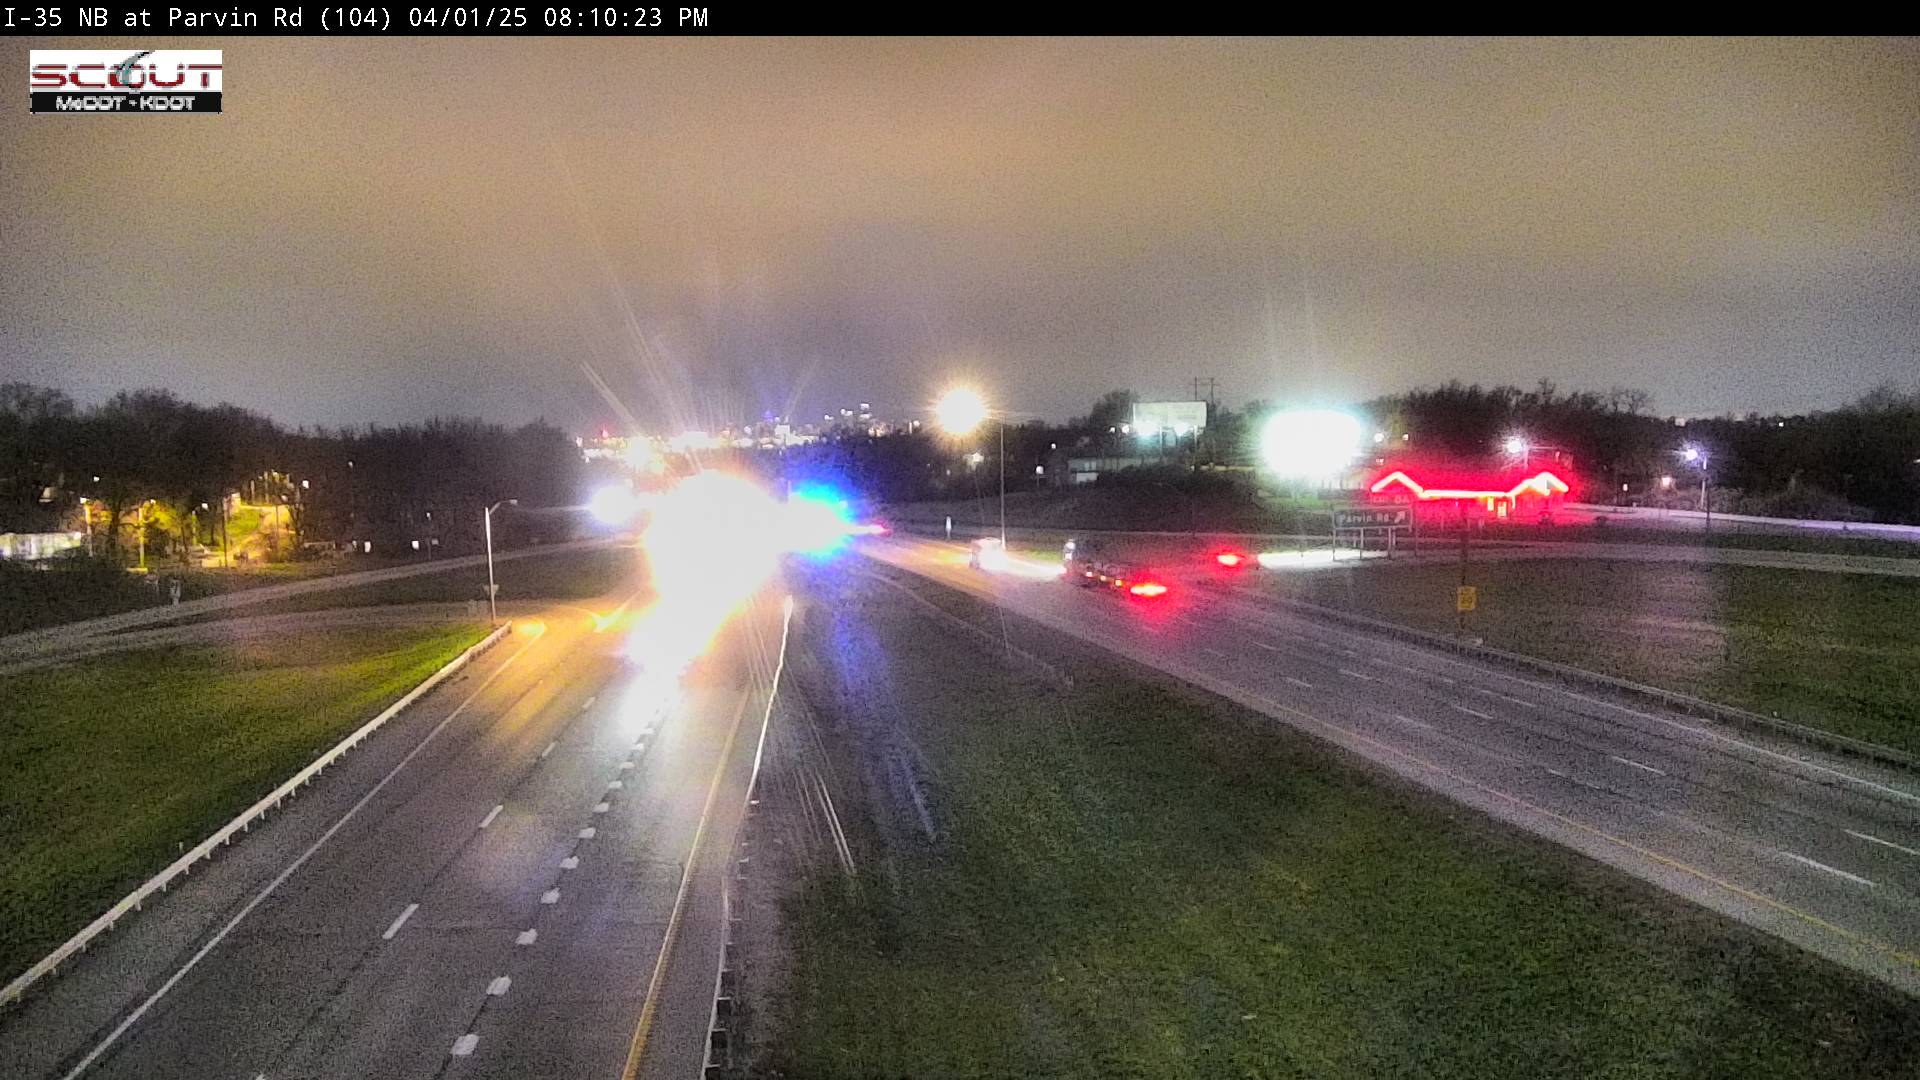 I-35 NB at Parvin Rd (104) 04/01/25 08:10:23 PM
SCOUT
MoDOT - KDOT
Parvin Rd